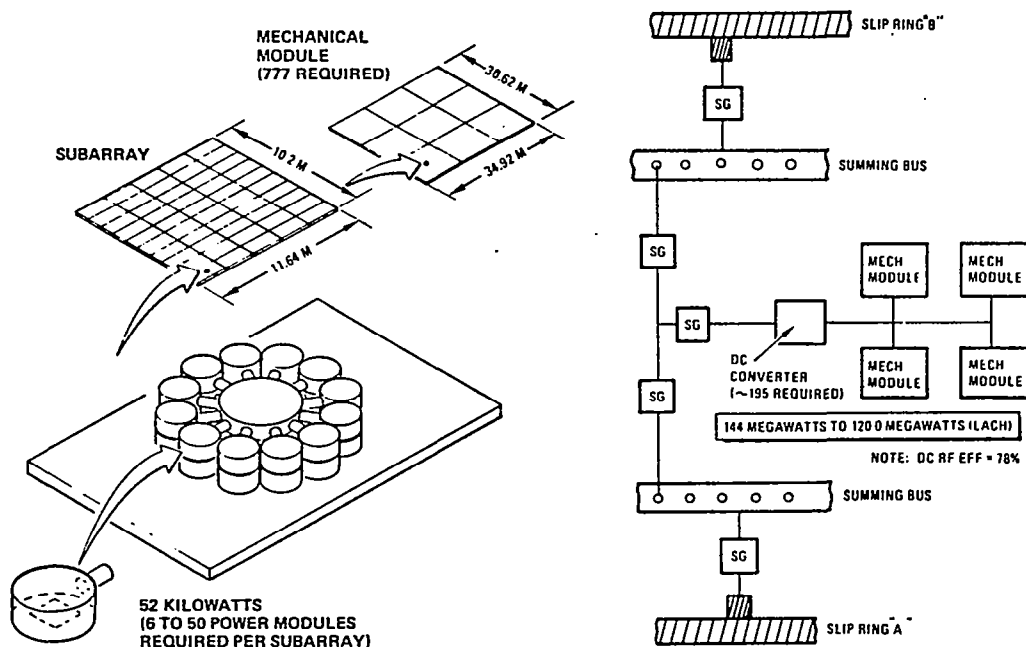 MECHANICAL
MODULE
(777 REQUIRED)
30.62 M
34.92 M
SUBARRAY
10.2 M
11.64 M
52 KILOWATTS
(6 TO 50 POWER MODULES
REQUIRED PER SUBARRAY)
SLIP RING "B"
SG
SUMMING BUS
SG
SG
MECH
MODULE
MECH
MODULE
DC
CONVERTER
(~195 REQUIRED)
MECH
MODULE
MECH
MODULE
SG
144 MEGAWATTS TO 120 0 MEGAWATTS (LACH)
NOTE: DC RF EFF = 78%
SUMMING BUS
SG
SLIP RING "A"